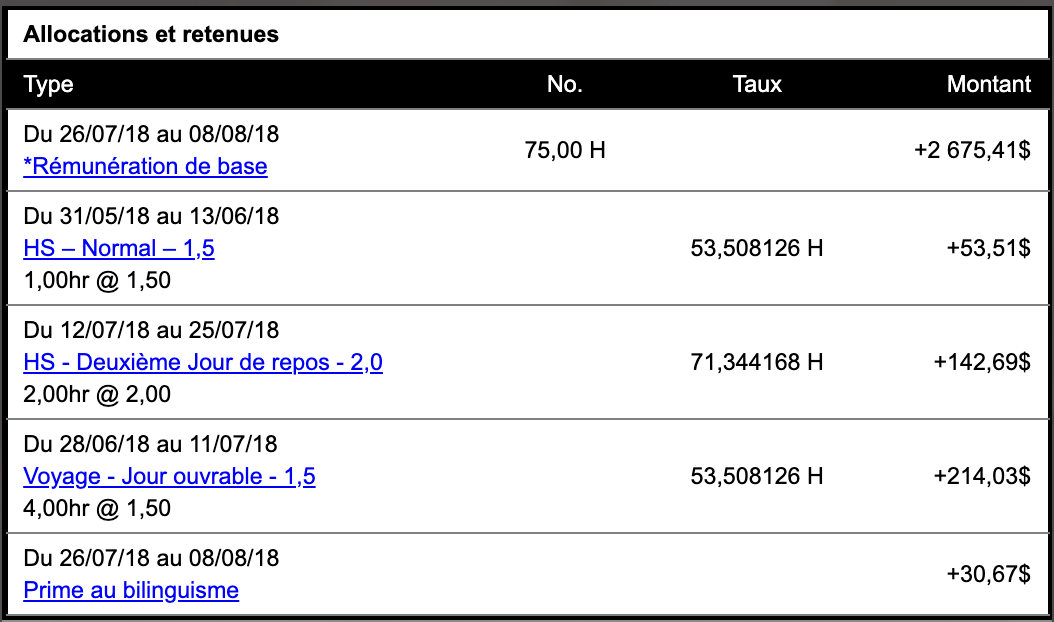 Allocations et retenues
Type No. Taux Montant
Du 26/07/18 au 08/08/18
*Rémunération de base
75,00 H +2 675,41$
Du 31/05/18 au 13/06/18
HS – Normal – 1,5
1,00hr @ 1,50
53,508126 H +53,51$
Du 12/07/18 au 25/07/18
HS - Deuxième Jour de repos - 2,0
2,00hr @ 2,00
71,344168 H +142,69$
Du 28/06/18 au 11/07/18
Voyage - Jour ouvrable - 1,5
4,00hr @ 1,50
53,508126 H +214,03$
Du 26/07/18 au 08/08/18
Prime au bilinguisme
+30,67$